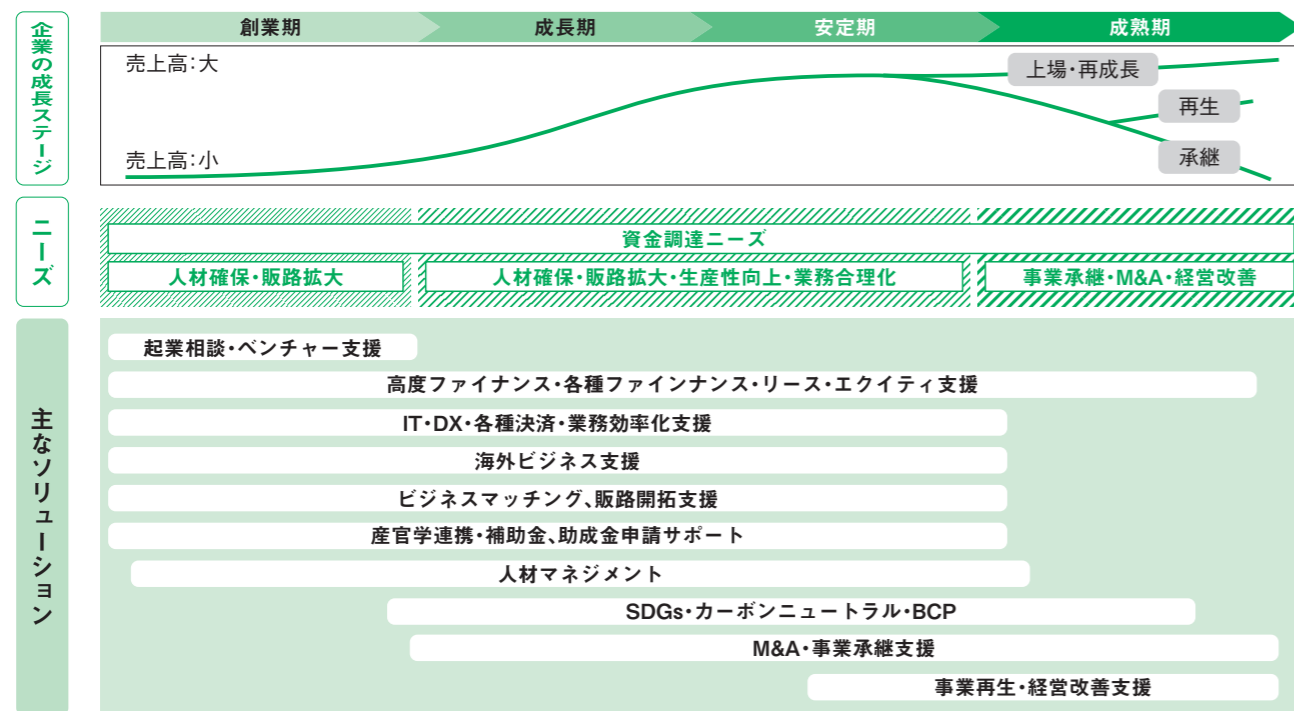 企業の成長ステージ
創業期
成長期
安定期
成熟期
売上高:大
売上高:小
上場・再成長
再生
承継
ニーズ
資金調達ニーズ
人材確保・販路拡大
人材確保・販路拡大・生産性向上・業務合理化
事業承継・M&A・経営改善
主なソリューション
起業相談・ベンチャー支援
高度ファイナンス・各種ファインナンス・リース・エクイティ支援
IT・DX・各種決済・業務効率化支援
海外ビジネス支援
ビジネスマッチング、販路開拓支援
産官学連携・補助金、助成金申請サポート
人材マネジメント
SDGs・カーボンニュートラル・BCP
M&A・事業承継支援
事業再生・経営改善支援